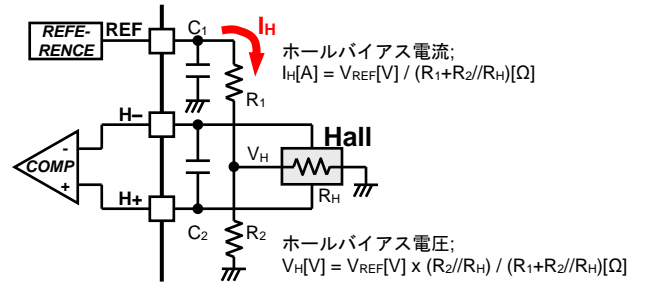 REFE-
RENCE
REF
C1
IH
R1
ホールバイアス電流;
IH[A] = VREF[V] / (R1+R2//RH)[Ω]
H−
Hall
VH
COMP
-
+
RH
H+
C2
R2
ホールバイアス電圧;
VH[V] = VREF[V] x (R2//RH) / (R1+R2//RH)[Ω]